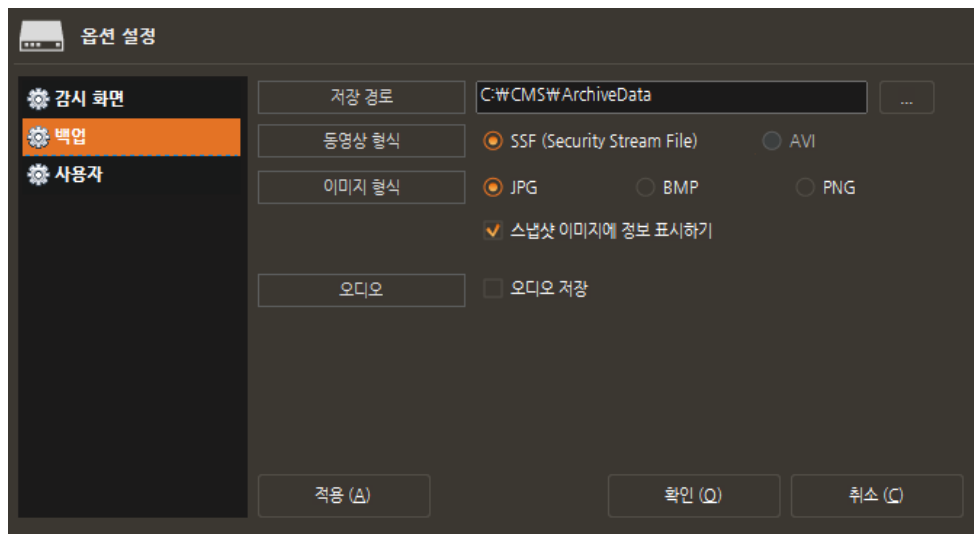 옵션 설정
감시 화면
백업
사용자
저장 경로 C:₩CMS₩ArchiveData ...
동영상 형식 SSF (Security Stream File) AVI
이미지 형식 JPG BMP PNG
스냅샷 이미지에 정보 표시하기
오디오 오디오 저장
적용 (A) 확인 (O) 취소 (C)